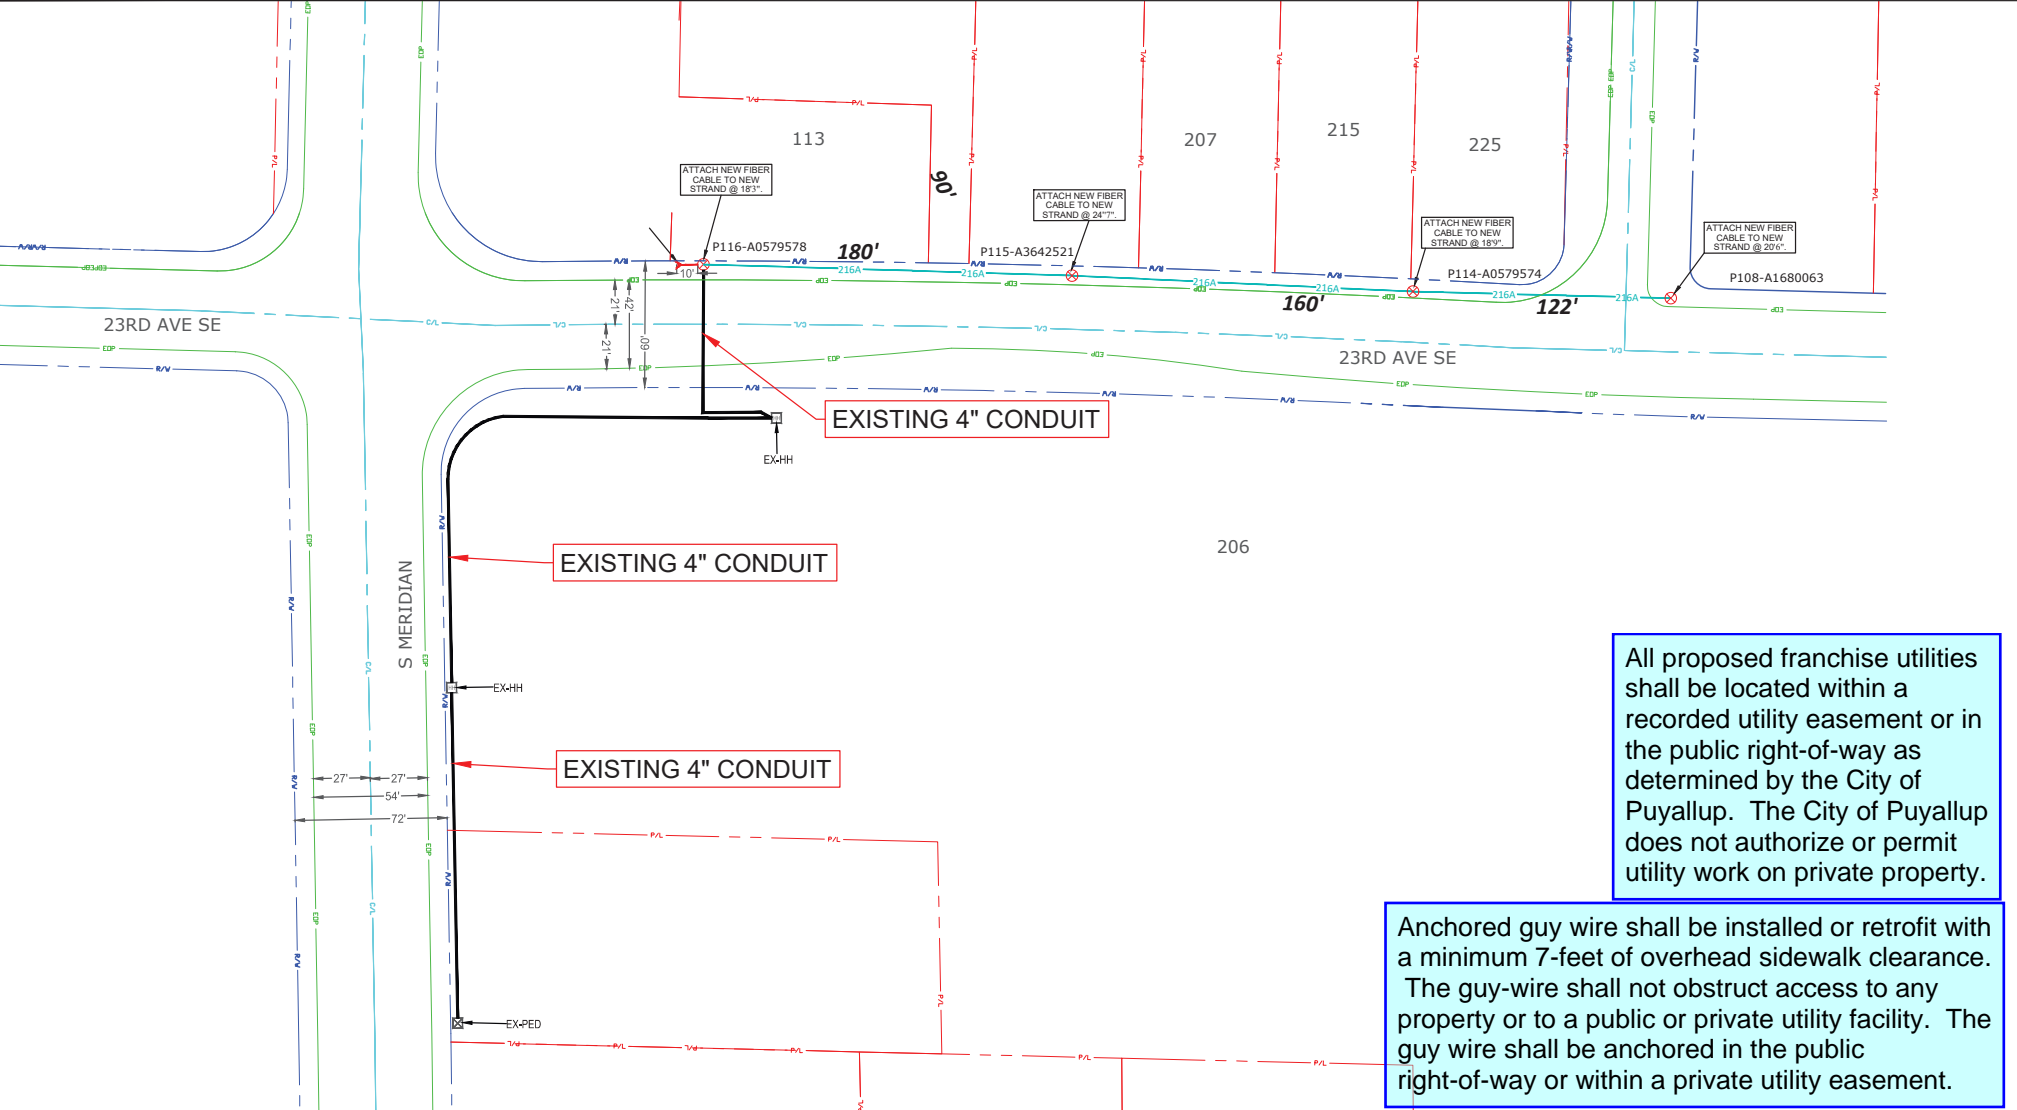 113
207
215
225
90'
ATTACH NEW FIBER
CABLE TO NEW
STRAND @ 18'3".
ATTACH NEW FIBER
CABLE TO NEW
STRAND @ 24"7".
ATTACH NEW FIBER
CABLE TO NEW
STRAND @ 18'9".
ATTACH NEW FIBER
CABLE TO NEW
STRAND @ 20'6".
P116-A0579578
180'
P115-A3642521
P114-A0579574
P108-A1680063
10'
216A
216A
216A
216A
216A
216A
160'
122'
23RD AVE SE
21'
42'
21'
60'
23RD AVE SE
EXISTING 4" CONDUIT
EX-HH
EXISTING 4" CONDUIT
206
S MERIDIAN
EX-HH
EXISTING 4" CONDUIT
27'
27'
54'
72'
EX-PED
R/W
EOP
C/L
P/L
All proposed franchise utilities
shall be located within a
recorded utility easement or in
the public right-of-way as
determined by the City of
Puyallup. The City of Puyallup
does not authorize or permit
utility work on private property.
Anchored guy wire shall be installed or retrofit with
a minimum 7-feet of overhead sidewalk clearance.
The guy-wire shall not obstruct access to any
property or to a public or private utility facility. The
guy wire shall be anchored in the public
right-of-way or within a private utility easement.